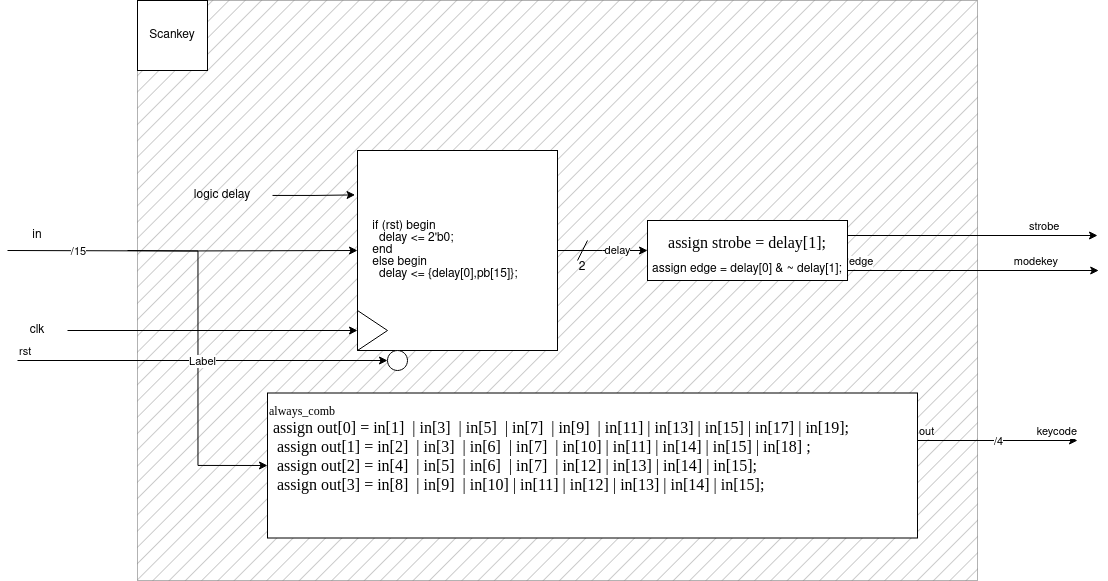 Scankey
logic delay
in
/15
clk
rst
Label
if (rst) begin
delay <= 2'b0;
end
else begin
delay <= {delay[0],pb[15]};
2
delay
assign strobe = delay[1];
assign edge = delay[0] & ~ delay[1];
edge
strobe
modekey
always_comb
assign out[0] = in[1] | in[3] | in[5] | in[7] | in[9] | in[11] | in[13] | in[15] | in[17] | in[19];
assign out[1] = in[2] | in[3] | in[6] | in[7] | in[10] | in[11] | in[14] | in[15] | in[18] ;
assign out[2] = in[4] | in[5] | in[6] | in[7] | in[12] | in[13] | in[14] | in[15];
assign out[3] = in[8] | in[9] | in[10] | in[11] | in[12] | in[13] | in[14] | in[15];
out
/4
keycode